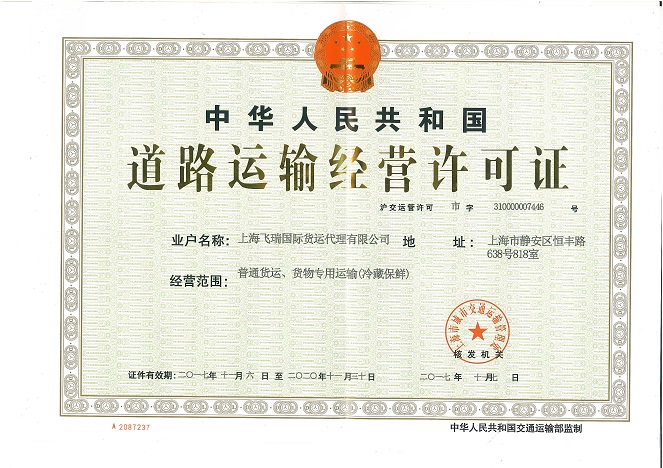 中华人民共和国
道路运输经营许可证
沪交运管许可 市 字 310000007446 号
业户名称: 上海飞瑞国际货运代理有限公司 地 址: 上海市静安区恒丰路
638号818室
经营范围: 普通货运、货物专用运输(冷藏保鲜)
上海市城市交通运输管理处
核发机关
证件有效期: 二〇一七年 十一月 六 日 至 二〇二〇年 十一月 三十 日 二〇一七 年 十月 七 日
A 2087237 中华人民共和国交通运输部监制